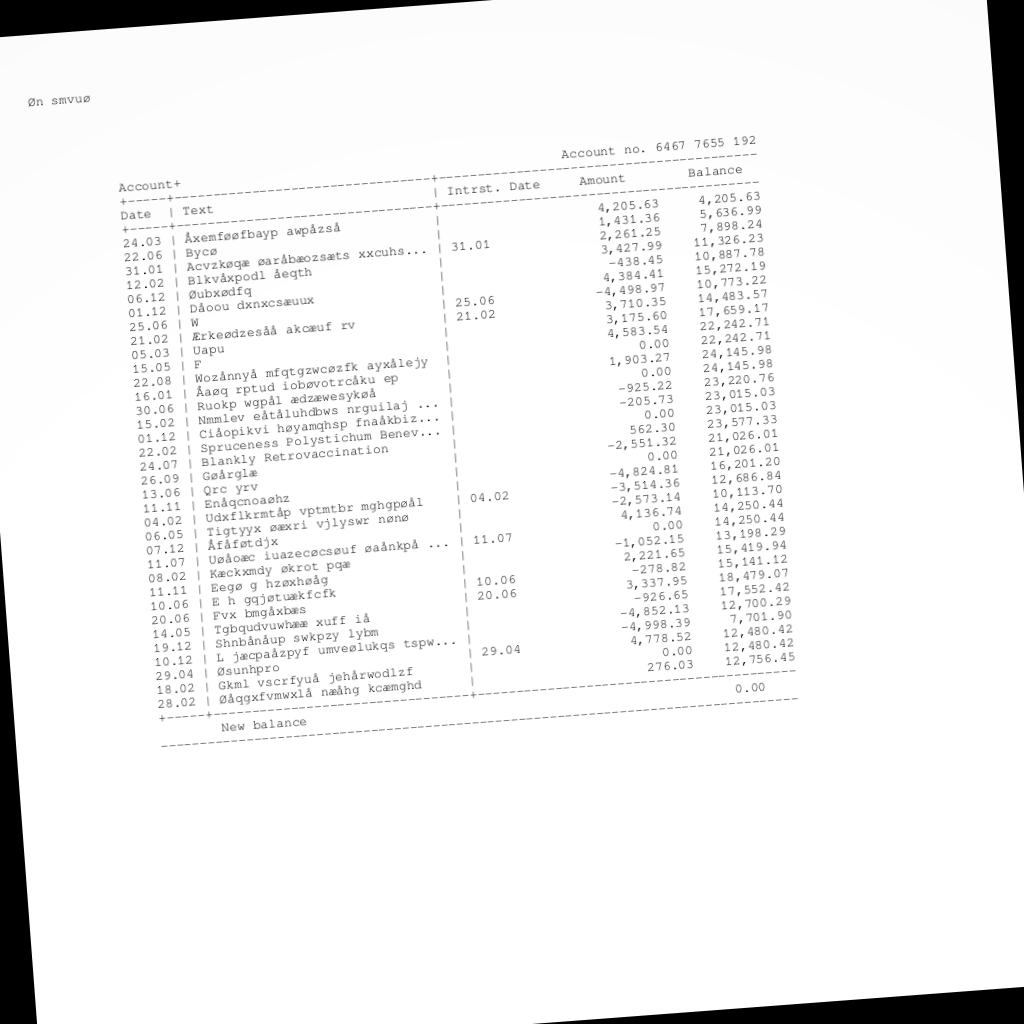 Øn smvuø
Account+ Account no. 6467 7655 192
+-----+---------------------------------+-----------------------------------------
Date | Text | Intrst. Date Amount Balance
+-----+---------------------------------+-----------------------------------------
24.03 | Åxemføøfbayp awpåzså | 4,205.63 4,205.63
22.06 | Bycø | 1,431.36 5,636.99
31.01 | Acvzkøqæ øaråbæozsæts xxcuhs... | 31.01 2,261.25 7,898.24
12.02 | Blkvåxpodl åeqth | 3,427.99 11,326.23
06.12 | Øubxødfq | -438.45 10,887.78
01.12 | Dåoou dxnxcsæuux | 4,384.41 15,272.19
25.06 | W | 25.06 -4,498.97 10,773.22
21.02 | Ærkeødzesåå akcæuf rv | 21.02 3,710.35 14,483.57
05.03 | Uapu | 3,175.60 17,659.17
15.05 | F | 4,583.54 22,242.71
22.08 | Wozånnyå mfqtgzwcøzfk ayxålejy | 0.00 22,242.71
16.01 | Åaøq rptud iobøvotrcåku ep | 1,903.27 24,145.98
30.06 | Ruokp wgpål ædzæwesykøå | 0.00 24,145.98
15.02 | Nmmlev eåtåluhdbws nrguilaj ... | -925.22 23,220.76
01.12 | Ciåopikvi høyamqhsp fnaåkbiz... | -205.73 23,015.03
22.02 | Spruceness Polystichum Benev... | 0.00 23,015.03
24.07 | Blankly Retrovaccination | 562.30 23,577.33
26.09 | Gøårglæ | -2,551.32 21,026.01
13.06 | Qrc yrv | 0.00 21,026.01
11.11 | Enåqcnoaøhz | -4,824.81 16,201.20
04.02 | Udxflkrmtåp vptmtbr mghgpøål | 04.02 -3,514.36 12,686.84
06.05 | Tigtyyx øæxri vjlyswr nønø | -2,573.14 10,113.70
07.12 | Åfåføtdjx | 4,136.74 14,250.44
11.07 | Uøåoæc iuazecøcsøuf øaånkpå ... | 11.07 0.00 14,250.44
08.02 | Kæckxmdy økrot pqæ | -1,052.15 13,198.29
11.11 | Eegø g hzøxhøåg | 2,221.65 15,419.94
10.06 | E h gqjøtuækfcfk | 10.06 -278.82 15,141.12
20.06 | Fvx bmgåxbæs | 20.06 3,337.95 18,479.07
14.05 | Tgbqudvuwhææ xuff iå | -926.65 17,552.42
19.12 | Shnbånåup swkpzy lybm | -4,852.13 12,700.29
10.12 | L jæcpaåzpyf umveølukqs tspw... | -4,998.39 7,701.90
29.04 | Øsunhpro | 29.04 4,778.52 12,480.42
18.02 | Gkml vscrfyuå jehårwodlzf | 0.00 12,480.42
28.02 | Øåqgxfvmwxlå næåhg kcæmghd | 276.03 12,756.45
+-----+---------------------------------+-----------------------------------------
New balance 0.00
----------------------------------------------------------------------------------